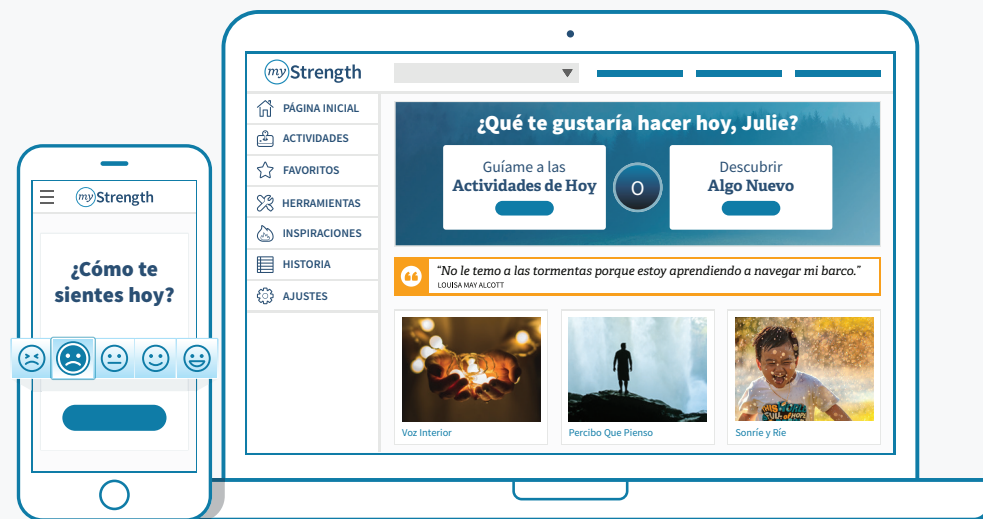 myStrength
¿Cómo te
sientes hoy?
myStrength
PÁGINA INICIAL
ACTIVIDADES
FAVORITOS
HERRAMIENTAS
INSPIRACIONES
HISTORIA
AJUSTES
¿Qué te gustaría hacer hoy, Julie?
Guíame a las
Actividades de Hoy
O
Descubrir
Algo Nuevo
“No le temo a las tormentas porque estoy aprendiendo a navegar mi barco.”
LOUISA MAY ALCOTT
Voz Interior
Percibo Que Pienso
Sonríe y Ríe